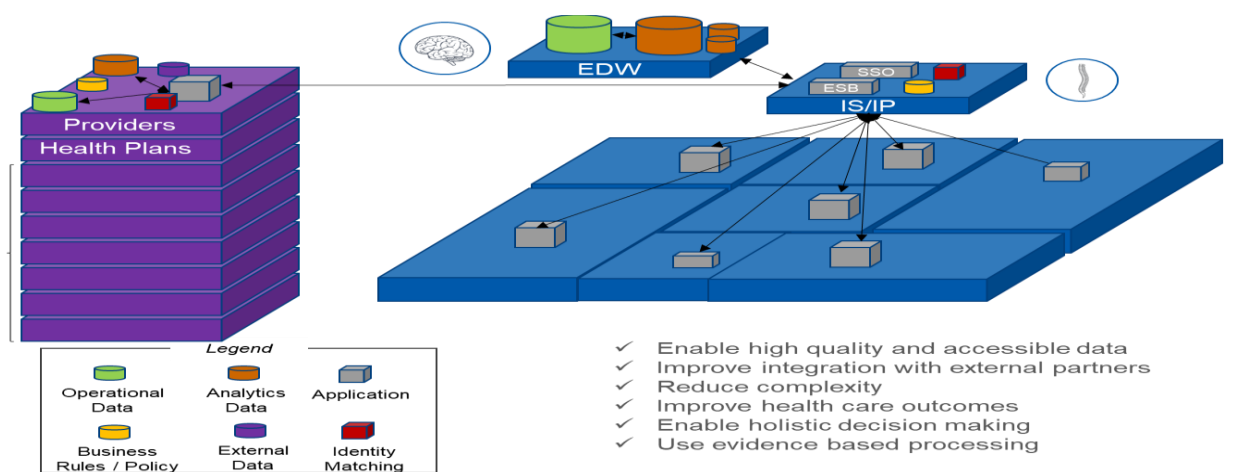 EDW
SSO
ESB
IS/IP
Providers
Health Plans
Legend
Operational
Data
Analytics
Data
Application
Business
Rules / Policy
External
Data
Identity
Matching
✓ Enable high quality and accessible data
✓ Improve integration with external partners
✓ Reduce complexity
✓ Improve health care outcomes
✓ Enable holistic decision making
✓ Use evidence based processing